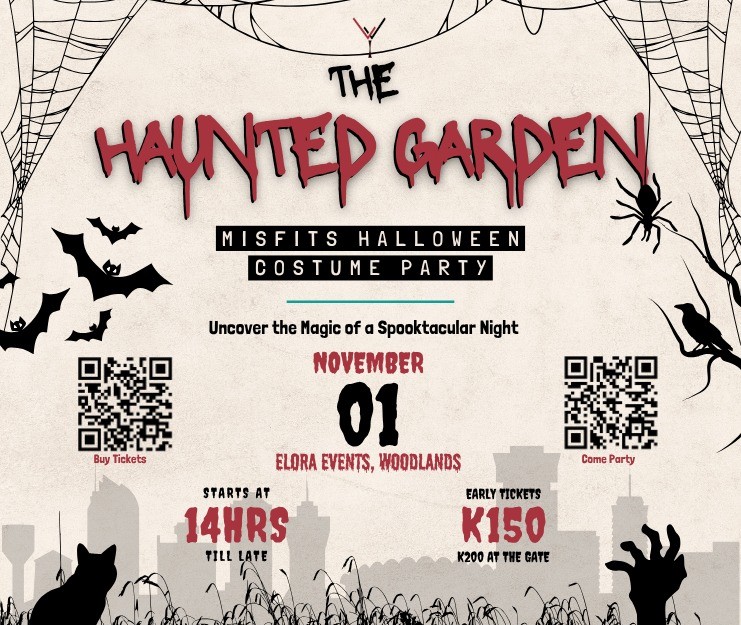 THE
HAUNTED GARDEN
MISFITS HALLOWEEN
COSTUME PARTY
Uncover the Magic of a Spooktacular Night
NOVEMBER
01
ELORA EVENTS, WOODLANDS
Buy Tickets
Come Party
STARTS AT
14HRS
TILL LATE
EARLY TICKETS
K150
K200 AT THE GATE